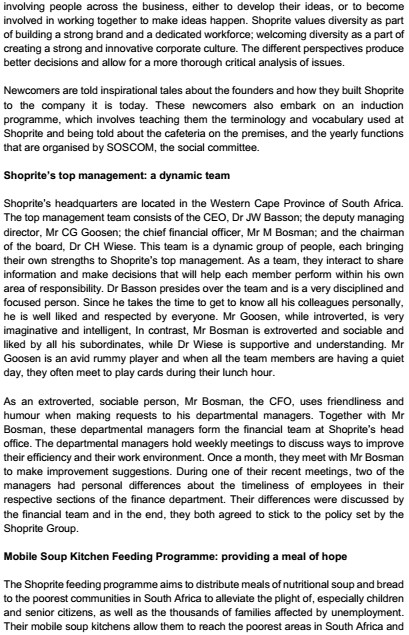 involving people across the business, either to develop their ideas, or to become
involved in working together to make ideas happen. Shoprite values diversity as part
of building a strong brand and a dedicated workforce; welcoming diversity as a part of
creating a strong and innovative corporate culture. The different perspectives produce
better decisions and allow for a more thorough critical analysis of issues.
Newcomers are told inspirational tales about the founders and how they built Shoprite
to the company it is today. These newcomers also embark on an induction
programme, which involves teaching them the terminology and vocabulary used at
Shoprite and being told about the cafeteria on the premises, and the yearly functions
that are organised by SOSCOM, the social committee.
Shoprite's top management: a dynamic team
Shoprite's headquarters are located in the Western Cape Province of South Africa.
The top management team consists of the CEO, Dr JW Basson; the deputy managing
director, Mr CG Goosen; the chief financial officer, Mr M Bosman; and the chairman
of the board, Dr CH Wiese. This team is a dynamic group of people, each bringing
their own strengths to Shoprite's top management. As a team, they interact to share
information and make decisions that will help each member perform within his own
area of responsibility. Dr Basson presides over the team and is a very disciplined and
focused person. Since he takes the time to get to know all his colleagues personally,
he is well liked and respected by everyone. Mr Goosen, while introverted, is very
imaginative and intelligent, In contrast, Mr Bosman is extroverted and sociable and
liked by all his subordinates, while Dr Wiese is supportive and understanding. Mr
Goosen is an avid rummy player and when all the team members are having a quiet
day, they often meet to play cards during their lunch hour.
As an extroverted, sociable person, Mr Bosman, the CFO, uses friendliness and
humour when making requests to his departmental managers. Together with Mr
Bosman, these departmental managers form the financial team at Shoprite's head
office. The departmental managers hold weekly meetings to discuss ways to improve
their efficiency and their work environment. Once a month, they meet with Mr Bosman
to make improvement suggestions. During one of their recent meetings, two of the
managers had personal differences about the timeliness of employees in their
respective sections of the finance department. Their differences were discussed by
the financial team and in the end, they both agreed to stick to the policy set by the
Shoprite Group.
Mobile Soup Kitchen Feeding Programme: providing a meal of hope
The Shoprite feeding programme aims to distribute meals of nutritional soup and bread
to the poorest communities in South Africa to alleviate the plight of, especially children
and senior citizens, as well as the thousands of families affected by unemployment.
Their mobile soup kitchens allow them to reach the poorest areas in South Africa and